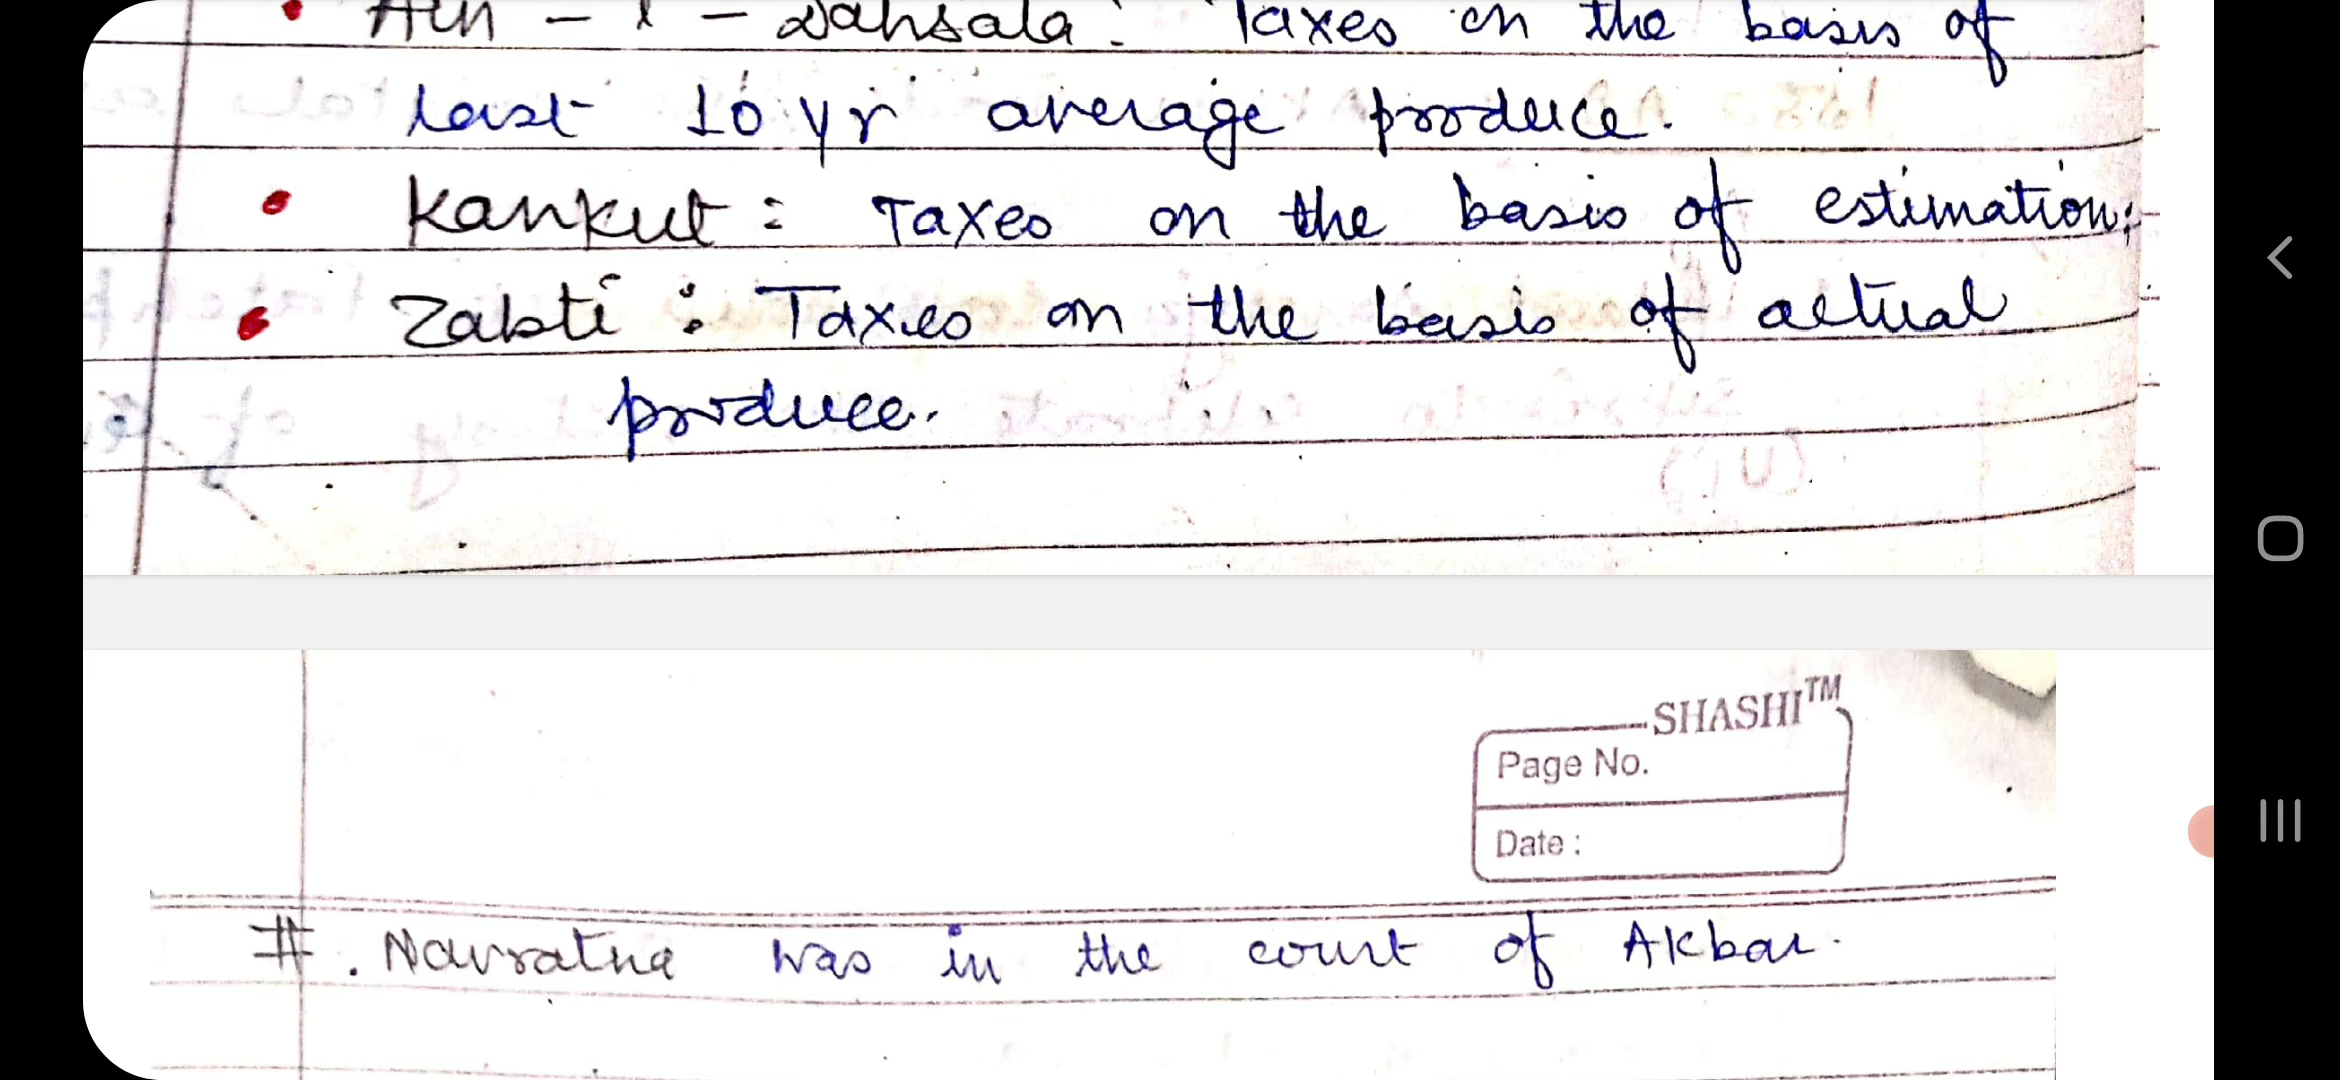 • Ain - i - Dahsala : Taxes on the basis of
last 10 yr average produce.
• Kankut : Taxes on the basis of estimation.
• Zabti : Taxes on the basis of actual
produce.
SHASHI™
Page No.
Date :
#. Navratna was in the court of Akbar.